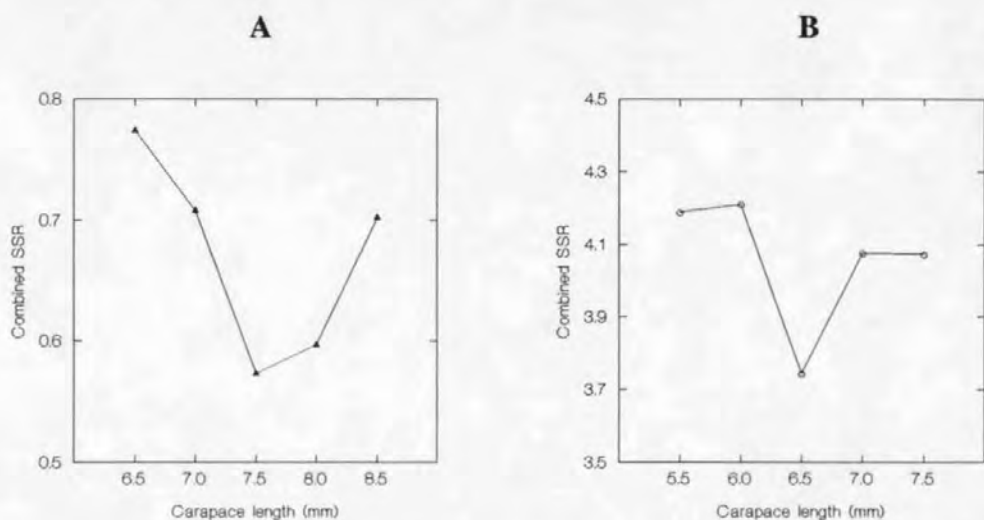 A
0.8
0.7
0.6
0.5
Combined SSR
6.5 7.0 7.5 8.0 8.5
Carapace length (mm)
B
4.5
4.3
4.1
3.9
3.7
3.5
Combined SSR
5.5 6.0 6.5 7.0 7.5
Carapace length (mm)